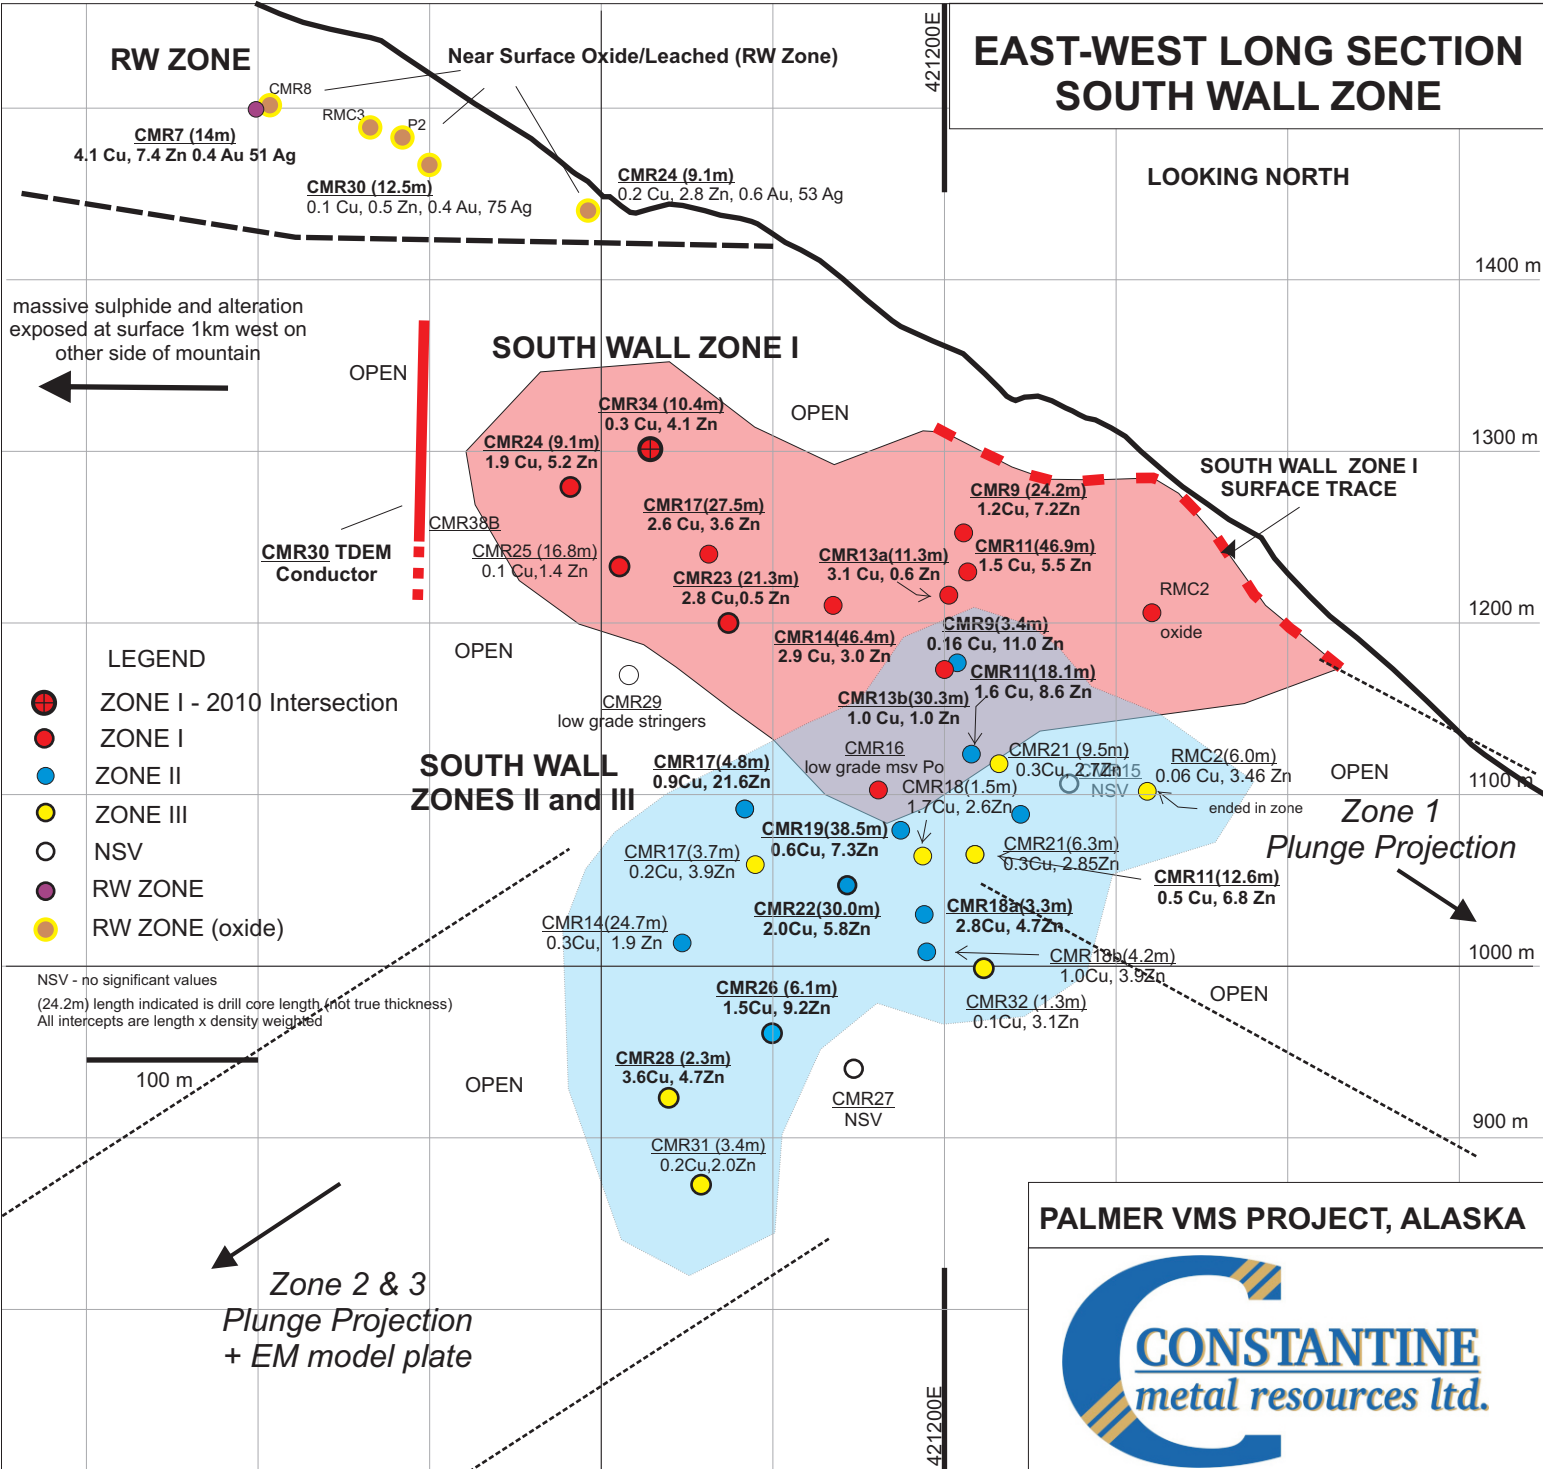 EAST-WEST LONG SECTION
SOUTH WALL ZONE
421200E
LOOKING NORTH
RW ZONE
Near Surface Oxide/Leached (RW Zone)
CMR8
RMC3
P2
CMR7 (14m)
4.1 Cu, 7.4 Zn 0.4 Au 51 Ag
CMR30 (12.5m)
0.1 Cu, 0.5 Zn, 0.4 Au, 75 Ag
CMR24 (9.1m)
0.2 Cu, 2.8 Zn, 0.6 Au, 53 Ag
1400 m
massive sulphide and alteration
exposed at surface 1km west on
other side of mountain
OPEN
SOUTH WALL ZONE I
OPEN
CMR34 (10.4m)
0.3 Cu, 4.1 Zn
CMR24 (9.1m)
1.9 Cu, 5.2 Zn
1300 m
SOUTH WALL ZONE I
SURFACE TRACE
CMR17(27.5m)
2.6 Cu, 3.6 Zn
CMR9 (24.2m)
1.2Cu, 7.2Zn
CMR38B
CMR25 (16.8m)
0.1 Cu,1.4 Zn
CMR30 TDEM
Conductor
CMR13a(11.3m)
3.1 Cu, 0.6 Zn
CMR11(46.9m)
1.5 Cu, 5.5 Zn
CMR23 (21.3m)
2.8 Cu,0.5 Zn
RMC2
oxide
1200 m
CMR14(46.4m)
2.9 Cu, 3.0 Zn
CMR9(3.4m)
0.16 Cu, 11.0 Zn
OPEN
CMR11(18.1m)
1.6 Cu, 8.6 Zn
CMR13b(30.3m)
1.0 Cu, 1.0 Zn
CMR29
low grade stringers
LEGEND
ZONE I - 2010 Intersection
ZONE I
ZONE II
ZONE III
NSV
RW ZONE
RW ZONE (oxide)
SOUTH WALL
ZONES II and III
CMR17(4.8m)
0.9Cu, 21.6Zn
CMR16
low grade msv Po
CMR21 (9.5m)
0.3Cu, 2.7Zn
CMR15
NSV
RMC2(6.0m)
0.06 Cu, 3.46 Zn
ended in zone
OPEN
1100 m
CMR18(1.5m)
1.7Cu, 2.6Zn
Zone 1
Plunge Projection
CMR19(38.5m)
0.6Cu, 7.3Zn
CMR17(3.7m)
0.2Cu, 3.9Zn
CMR21(6.3m)
0.3Cu, 2.85Zn
CMR11(12.6m)
0.5 Cu, 6.8 Zn
CMR22(30.0m)
2.0Cu, 5.8Zn
CMR18a(3.3m)
2.8Cu, 4.7Zn
CMR14(24.7m)
0.3Cu, 1.9 Zn
CMR18b(4.2m)
1.0Cu, 3.9Zn
1000 m
NSV - no significant values
(24.2m) length indicated is drill core length (not true thickness)
All intercepts are length x density weighted
100 m
CMR26 (6.1m)
1.5Cu, 9.2Zn
CMR32 (1.3m)
0.1Cu, 3.1Zn
OPEN
CMR28 (2.3m)
3.6Cu, 4.7Zn
OPEN
CMR27
NSV
900 m
CMR31 (3.4m)
0.2Cu,2.0Zn
Zone 2 & 3
Plunge Projection
+ EM model plate
421200E
PALMER VMS PROJECT, ALASKA
CONSTANTINE
metal resources ltd.